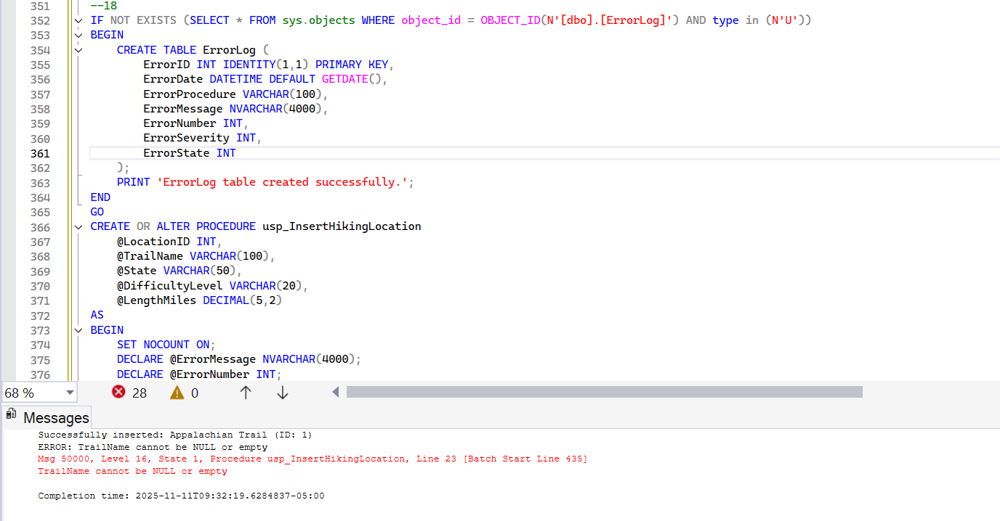 351 --18
352 IF NOT EXISTS (SELECT * FROM sys.objects WHERE object_id = OBJECT_ID(N'[dbo].[ErrorLog]') AND type in (N'U'))
353 BEGIN
354 CREATE TABLE ErrorLog (
355 ErrorID INT IDENTITY(1,1) PRIMARY KEY,
356 ErrorDate DATETIME DEFAULT GETDATE(),
357 ErrorProcedure VARCHAR(100),
358 ErrorMessage NVARCHAR(4000),
359 ErrorNumber INT,
360 ErrorSeverity INT,
361 ErrorState INT
362 );
363 PRINT 'ErrorLog table created successfully.';
364 END
365 GO
366 CREATE OR ALTER PROCEDURE usp_InsertHikingLocation
367 @LocationID INT,
368 @TrailName VARCHAR(100),
369 @State VARCHAR(50),
370 @DifficultyLevel VARCHAR(20),
371 @LengthMiles DECIMAL(5,2)
372 AS
373 BEGIN
374 SET NOCOUNT ON;
375 DECLARE @ErrorMessage NVARCHAR(4000);
376 DECLARE @ErrorNumber INT;
68 % 28 0
Messages
Successfully inserted: Appalachian Trail (ID: 1)
ERROR: TrailName cannot be NULL or empty
Msg 50000, Level 16, State 1, Procedure usp_InsertHikingLocation, Line 23 [Batch Start Line 435]
TrailName cannot be NULL or empty
Completion time: 2025-11-11T09:32:19.6284837-05:00